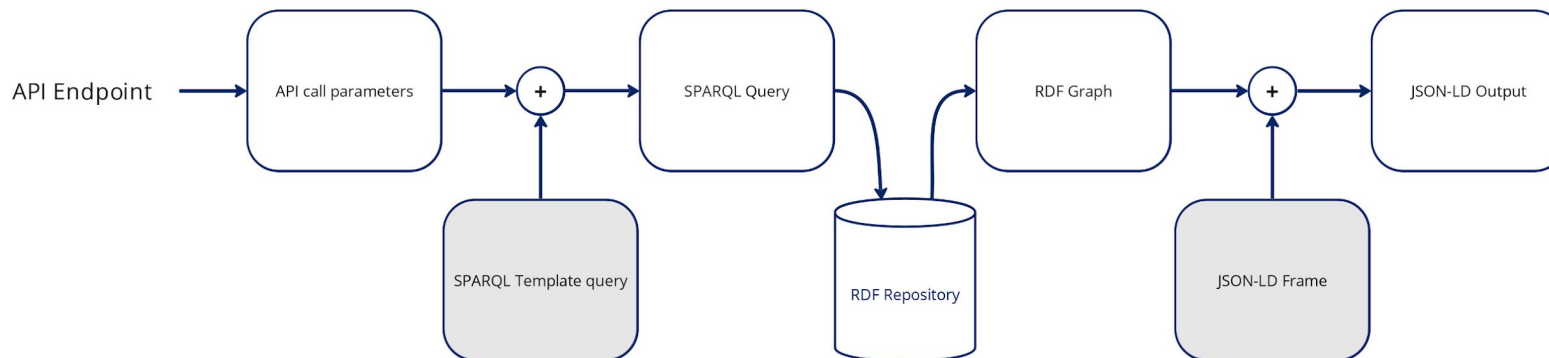 API Endpoint
API call parameters
+
SPARQL Query
RDF Graph
+
JSON-LD Output
SPARQL Template query
RDF Repository
JSON-LD Frame